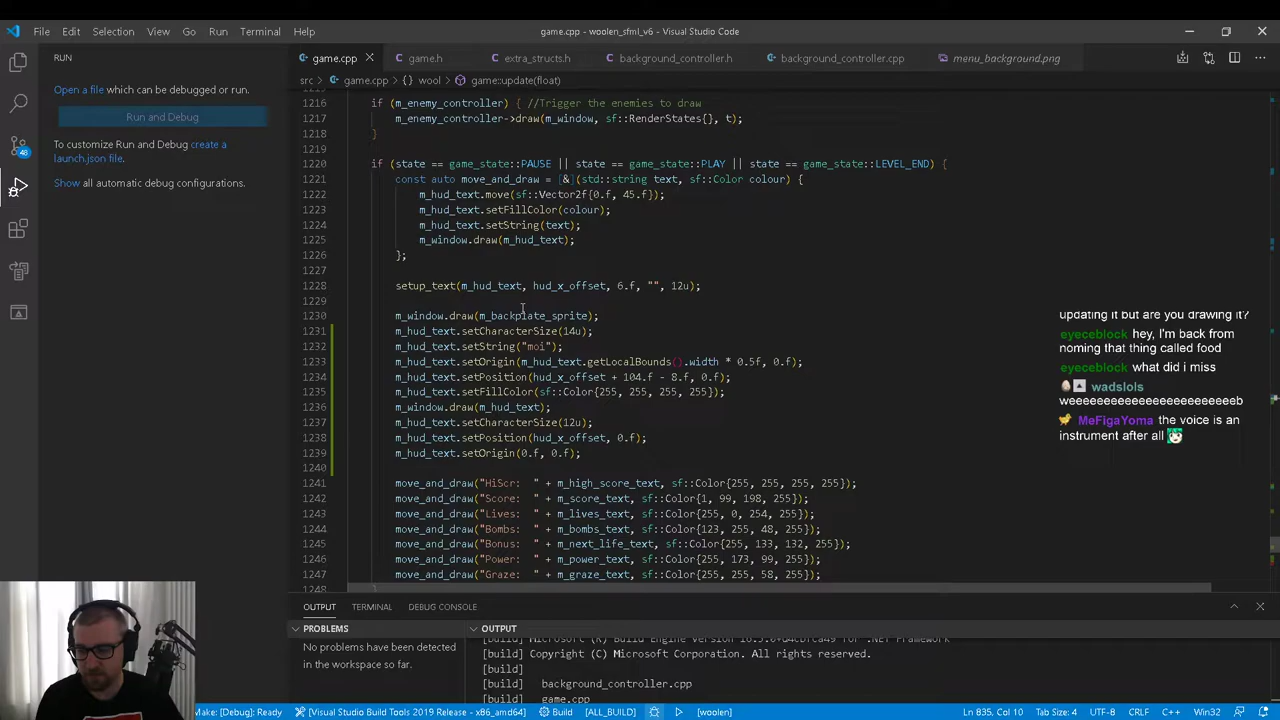 File Edit Selection View Go Run Terminal Help
game.cpp - woolen_sfml_v6 - Visual Studio Code
RUN
game.cpp
game.h
extra_structs.h
background_controller.h
background_controller.cpp
menu_background.png
src > game.cpp > {} wool > game::update(float)
Open a file which can be debugged or run.
Run and Debug
To customize Run and Debug create a
launch.json file.
Show all automatic debug configurations.
48
1216 if (m_enemy_controller) { //Trigger the enemies to draw
1217 m_enemy_controller->draw(m_window, sf::RenderStates{}, t);
1218 }
1219
1220 if (state == game_state::PAUSE || state == game_state::PLAY || state == game_state::LEVEL_END) {
1221 const auto move_and_draw = [&](std::string text, sf::Color colour) {
1222 m_hud_text.move(sf::Vector2f{0.f, 45.f});
1223 m_hud_text.setFillColor(colour);
1224 m_hud_text.setString(text);
1225 m_window.draw(m_hud_text);
1226 };
1227
1228 setup_text(m_hud_text, hud_x_offset, 6.f, "", 12u);
1229
1230 m_window.draw(m_backplate_sprite);
1231 m_hud_text.setCharacterSize(14u);
1232 m_hud_text.setString("moi");
1233 m_hud_text.setOrigin(m_hud_text.getLocalBounds().width * 0.5f, 0.f);
1234 m_hud_text.setPosition(hud_x_offset + 104.f - 8.f, 0.f);
1235 m_hud_text.setFillColor(sf::Color{255, 255, 255, 255});
1236 m_window.draw(m_hud_text);
1237 m_hud_text.setCharacterSize(12u);
1238 m_hud_text.setPosition(hud_x_offset, 0.f);
1239 m_hud_text.setOrigin(0.f, 0.f);
1240
1241 move_and_draw("HiScr: " + m_high_score_text, sf::Color{255, 255, 255, 255});
1242 move_and_draw("Score: " + m_score_text, sf::Color{1, 99, 198, 255});
1243 move_and_draw("Lives: " + m_lives_text, sf::Color{255, 0, 254, 255});
1244 move_and_draw("Bombs: " + m_bombs_text, sf::Color{123, 255, 48, 255});
1245 move_and_draw("Bonus: " + m_next_life_text, sf::Color{255, 133, 132, 255});
1246 move_and_draw("Power: " + m_power_text, sf::Color{255, 173, 99, 255});
1247 move_and_draw("Graze: " + m_graze_text, sf::Color{255, 255, 58, 255});
1248
updating it but are you drawing it?
eyeceblock hey, I'm back from
noming that thing called food
eyeceblock what did i miss
wadslols
weeeeeeeeeeeeeeeeeeeeeeb
MeFigaYoma the voice is an
instrument after all
OUTPUT TERMINAL DEBUG CONSOLE
PROBLEMS
No problems have been detected
in the workspace so far.
OUTPUT
[build] Copyright (C) Microsoft Corporation. All rights reserved.
[build]
[build] background_controller.cpp
[build] game.cpp
Make: [Debug]: Ready [Visual Studio Build Tools 2019 Release - x86_amd64] Build [ALL_BUILD] [woolen] Ln 835, Col 10 Tab Size: 4 UTF-8 CRLF C++ Win32